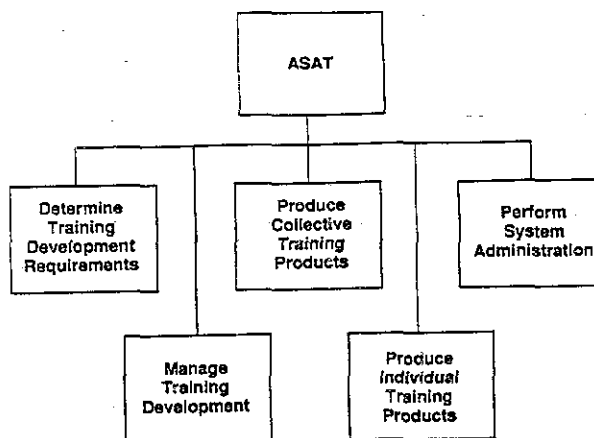 ASAT
Determine
Training
Development
Requirements
Produce
Collective
Training
Products
Perform
System
Administration
Manage
Training
Development
Produce
Individual
Training
Products